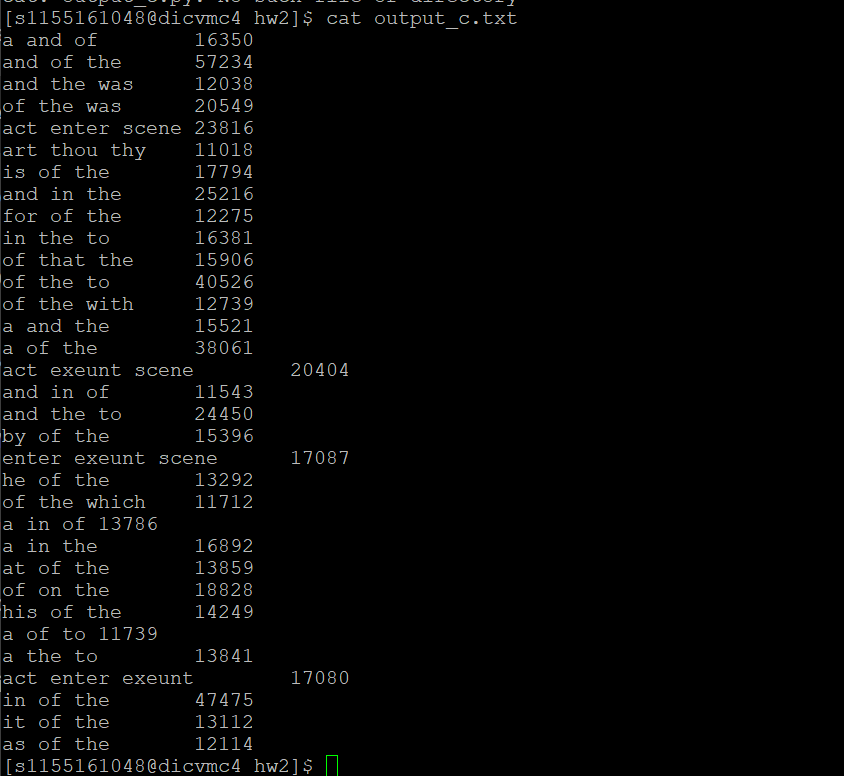 [s1155161048@dicvmc4 hw2]$ cat output_c.txt
a and of 16350
and of the 57234
and the was 12038
of the was 20549
act enter scene 23816
art thou thy 11018
is of the 17794
and in the 25216
for of the 12275
in the to 16381
of that the 15906
of the to 40526
of the with 12739
a and the 15521
a of the 38061
act exeunt scene 20404
and in of 11543
and the to 24450
by of the 15396
enter exeunt scene 17087
he of the 13292
of the which 11712
a in of 13786
a in the 16892
at of the 13859
of on the 18828
his of the 14249
a of to 11739
a the to 13841
act enter exeunt 17080
in of the 47475
it of the 13112
as of the 12114
[s1155161048@dicvmc4 hw2]$